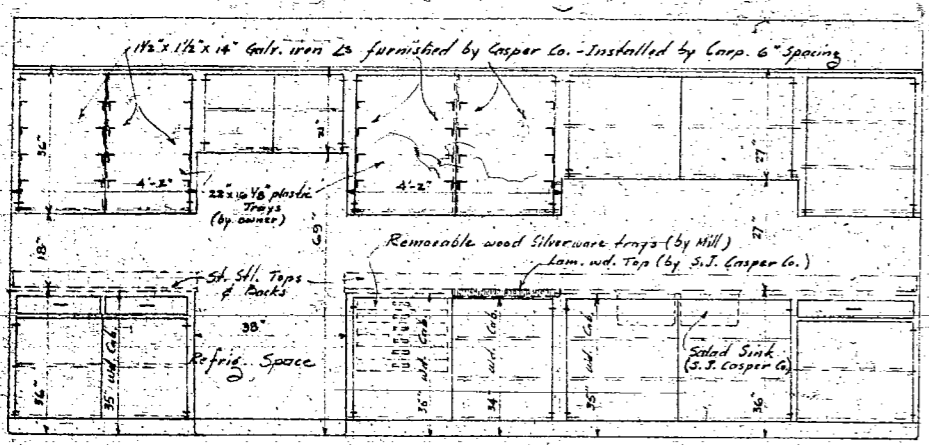 1½" x 1½" x 14" Galv. iron Ls furnished by Casper Co. - Installed by Carp. 6" Spacing
36"
4'-2"
21"
22" x 16 1/8" plastic
Trays
(by owner)
4'-2"
27"
18"
69"
27"
Removable wood Silverware trays (by Mill)
Lam. wd. Top (by S.J. Casper Co.)
St. Stl. Tops
& Backs
38"
Refrig. Space
36"
35" wd. Cab.
35" wd. Cab.
34" wd. Cab.
35" wd. Cab.
Salad Sink
(S.J. Casper Co.)
36"